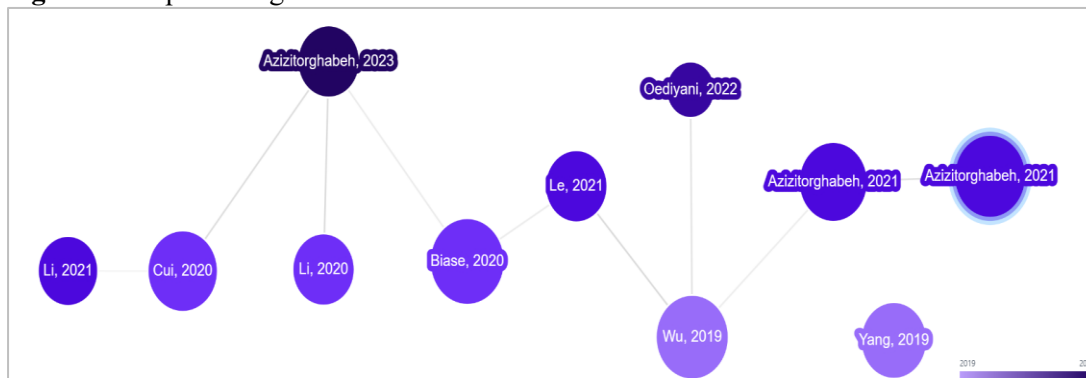 Azizitorghabeh, 2023
Oediyani, 2022
Azizitorghabeh, 2021
Azizitorghabeh, 2021
Le, 2021
Li, 2021
Cui, 2020
Li, 2020
Biase, 2020
Wu, 2019
Yang, 2019
2019